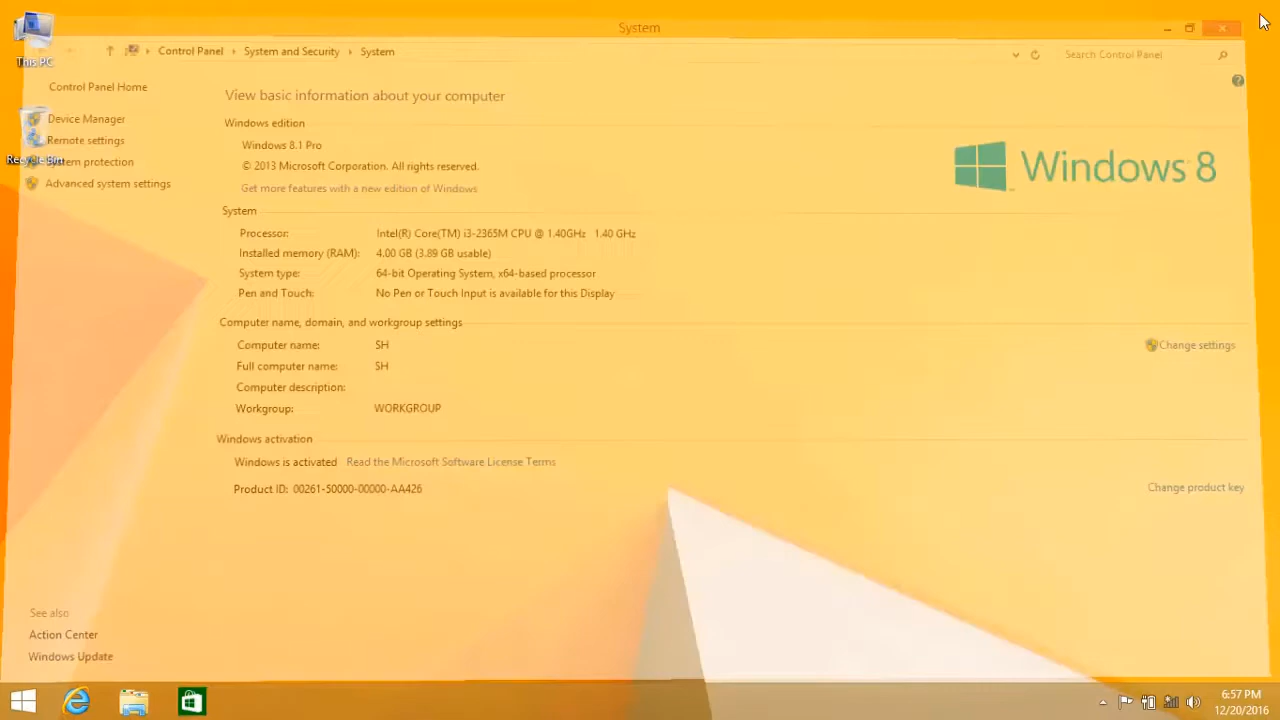 System
This PC
Control Panel
System and Security
System
Search Control Panel
Control Panel Home
Device Manager
Remote settings
System protection
Advanced system settings
Recycle Bin
View basic information about your computer
Windows edition
Windows 8.1 Pro
© 2013 Microsoft Corporation. All rights reserved.
Get more features with a new edition of Windows
Windows 8
System
Processor: Intel(R) Core(TM) i3-2365M CPU @ 1.40GHz 1.40 GHz
Installed memory (RAM): 4.00 GB (3.89 GB usable)
System type: 64-bit Operating System, x64-based processor
Pen and Touch: No Pen or Touch Input is available for this Display
Computer name, domain, and workgroup settings
Computer name: SH
Change settings
Full computer name: SH
Computer description:
Workgroup: WORKGROUP
Windows activation
Windows is activated Read the Microsoft Software License Terms
Product ID: 00261-50000-00000-AA426
Change product key
See also
Action Center
Windows Update
6:57 PM
12/20/2016